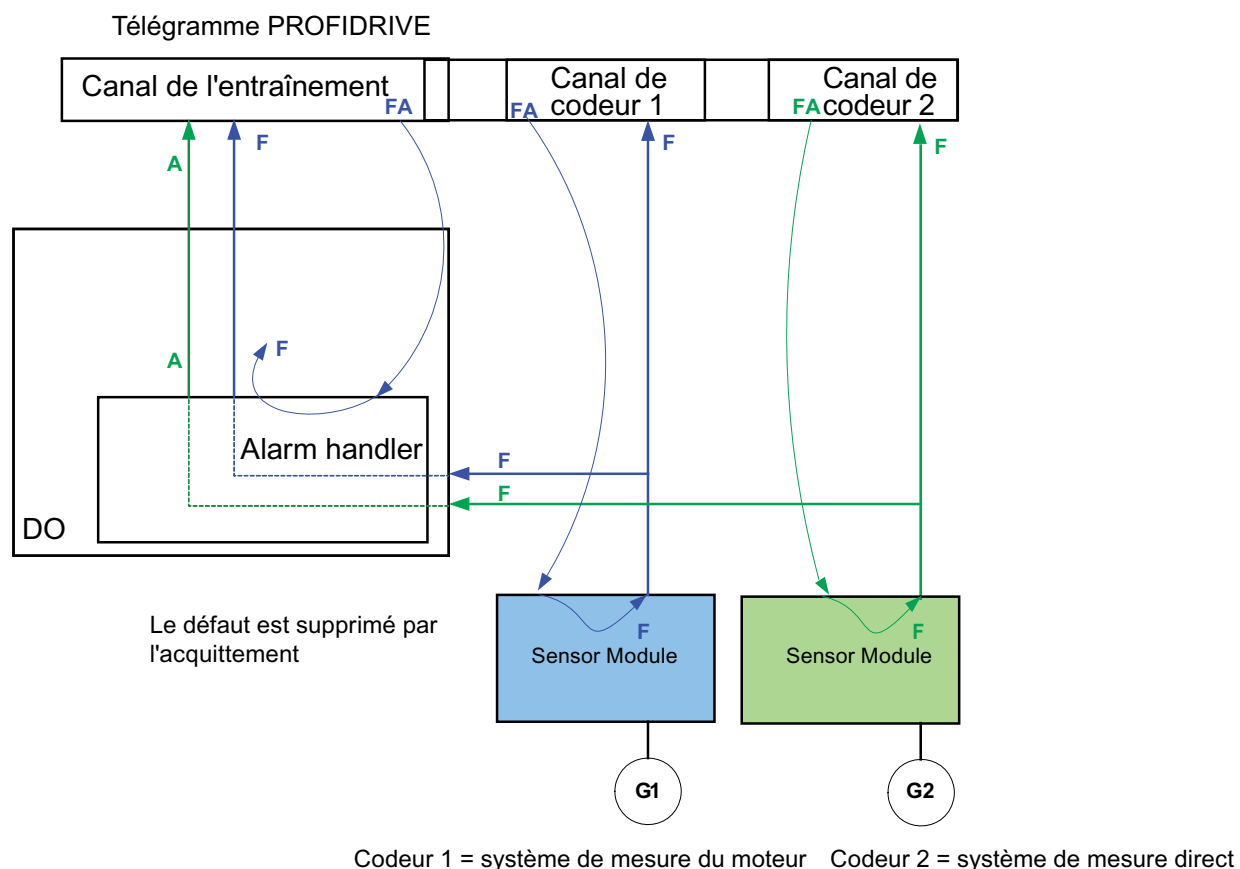 Télégramme PROFIDRIVE
Canal de l'entraînement
Canal de
codeur 1
Canal de
codeur 2
FA
FA
FA
A
F
F
F
A
F
Alarm handler
F
F
DO
Le défaut est supprimé par
l'acquittement
F
Sensor Module
F
Sensor Module
G1
G2
Codeur 1 = système de mesure du moteur
Codeur 2 = système de mesure direct